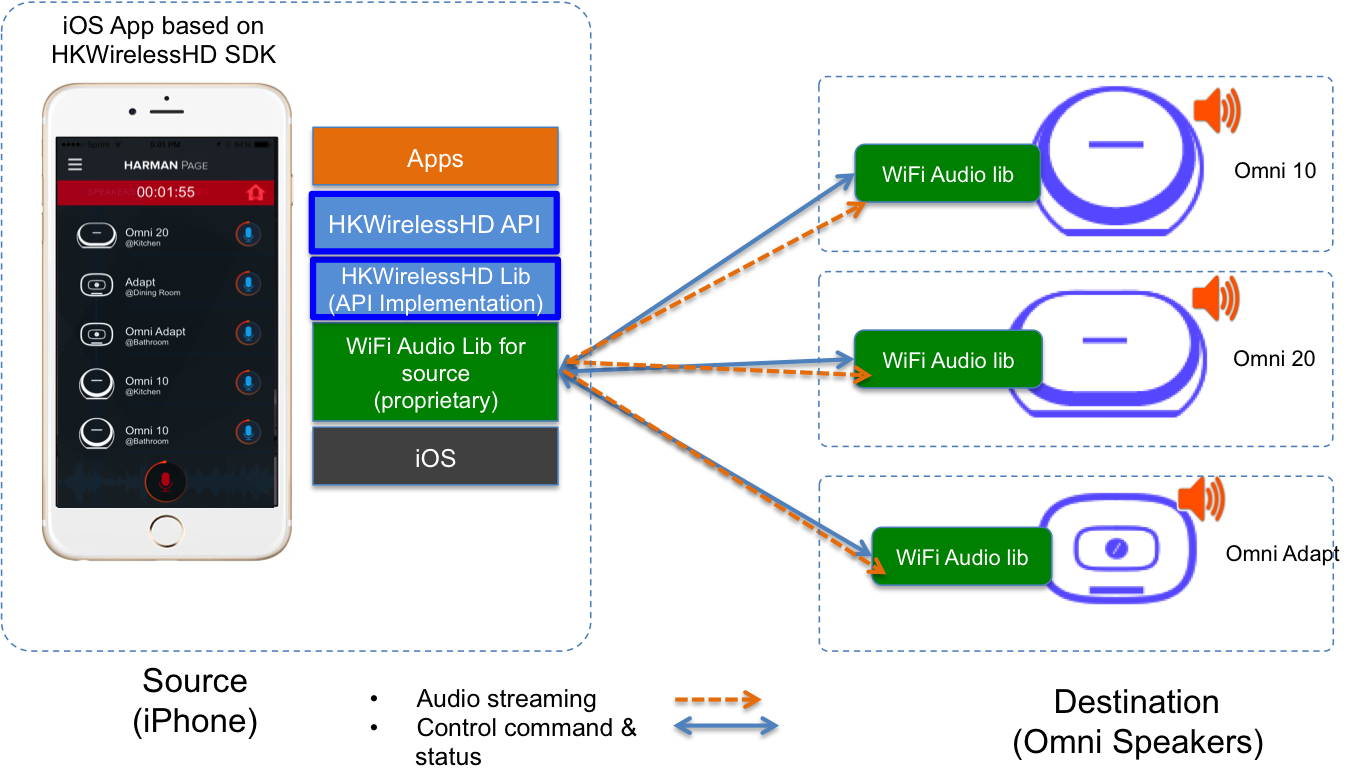 iOS App based on
HKWirelessHD SDK
Sprint
5:01 PM
84%
HARMAN PAGE
SPEAKERS
00:01:55
Omni 20
@Kitchen
Adapt
@Dining Room
Omni Adapt
@Bathroom
Omni 10
@Kitchen
Omni 10
@Bathroom
Apps
HKWirelessHD API
HKWirelessHD Lib
(API Implementation)
WiFi Audio Lib for
source
(proprietary)
iOS
WiFi Audio lib
Omni 10
WiFi Audio lib
Omni 20
WiFi Audio lib
Omni Adapt
Source
(iPhone)
• Audio streaming
• Control command &
status
Destination
(Omni Speakers)